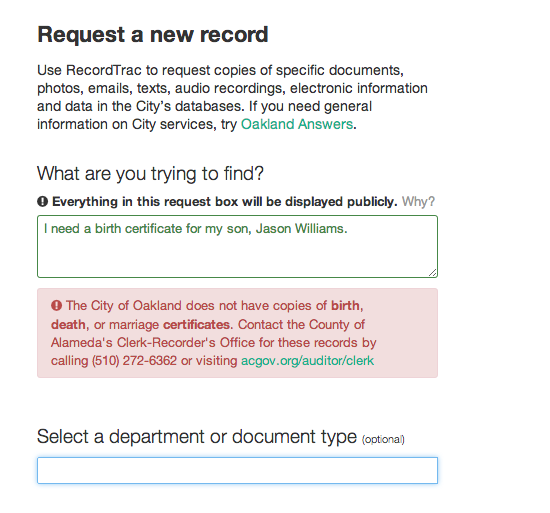 Request a new record
Use RecordTrac to request copies of specific documents,
photos, emails, texts, audio recordings, electronic information
and data in the City's databases. If you need general
information on City services, try Oakland Answers.
What are you trying to find?
Everything in this request box will be displayed publicly. Why?
I need a birth certificate for my son, Jason Williams.
The City of Oakland does not have copies of birth,
death, or marriage certificates. Contact the County of
Alameda's Clerk-Recorder's Office for these records by
calling (510) 272-6362 or visiting acgov.org/auditor/clerk
Select a department or document type (optional)